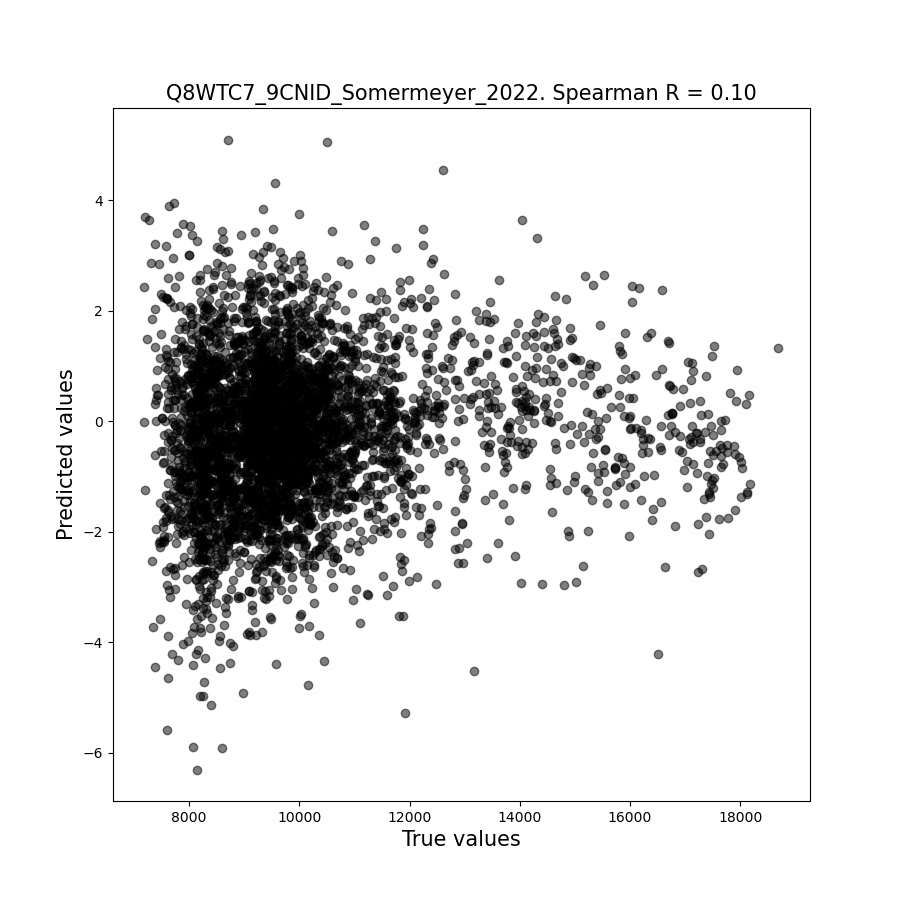 Q8WTC7_9CNID_Somermeyer_2022. Spearman R = 0.10
Predicted values
4
2
0
−2
−4
−6
8000 10000 12000 14000 16000 18000
True values